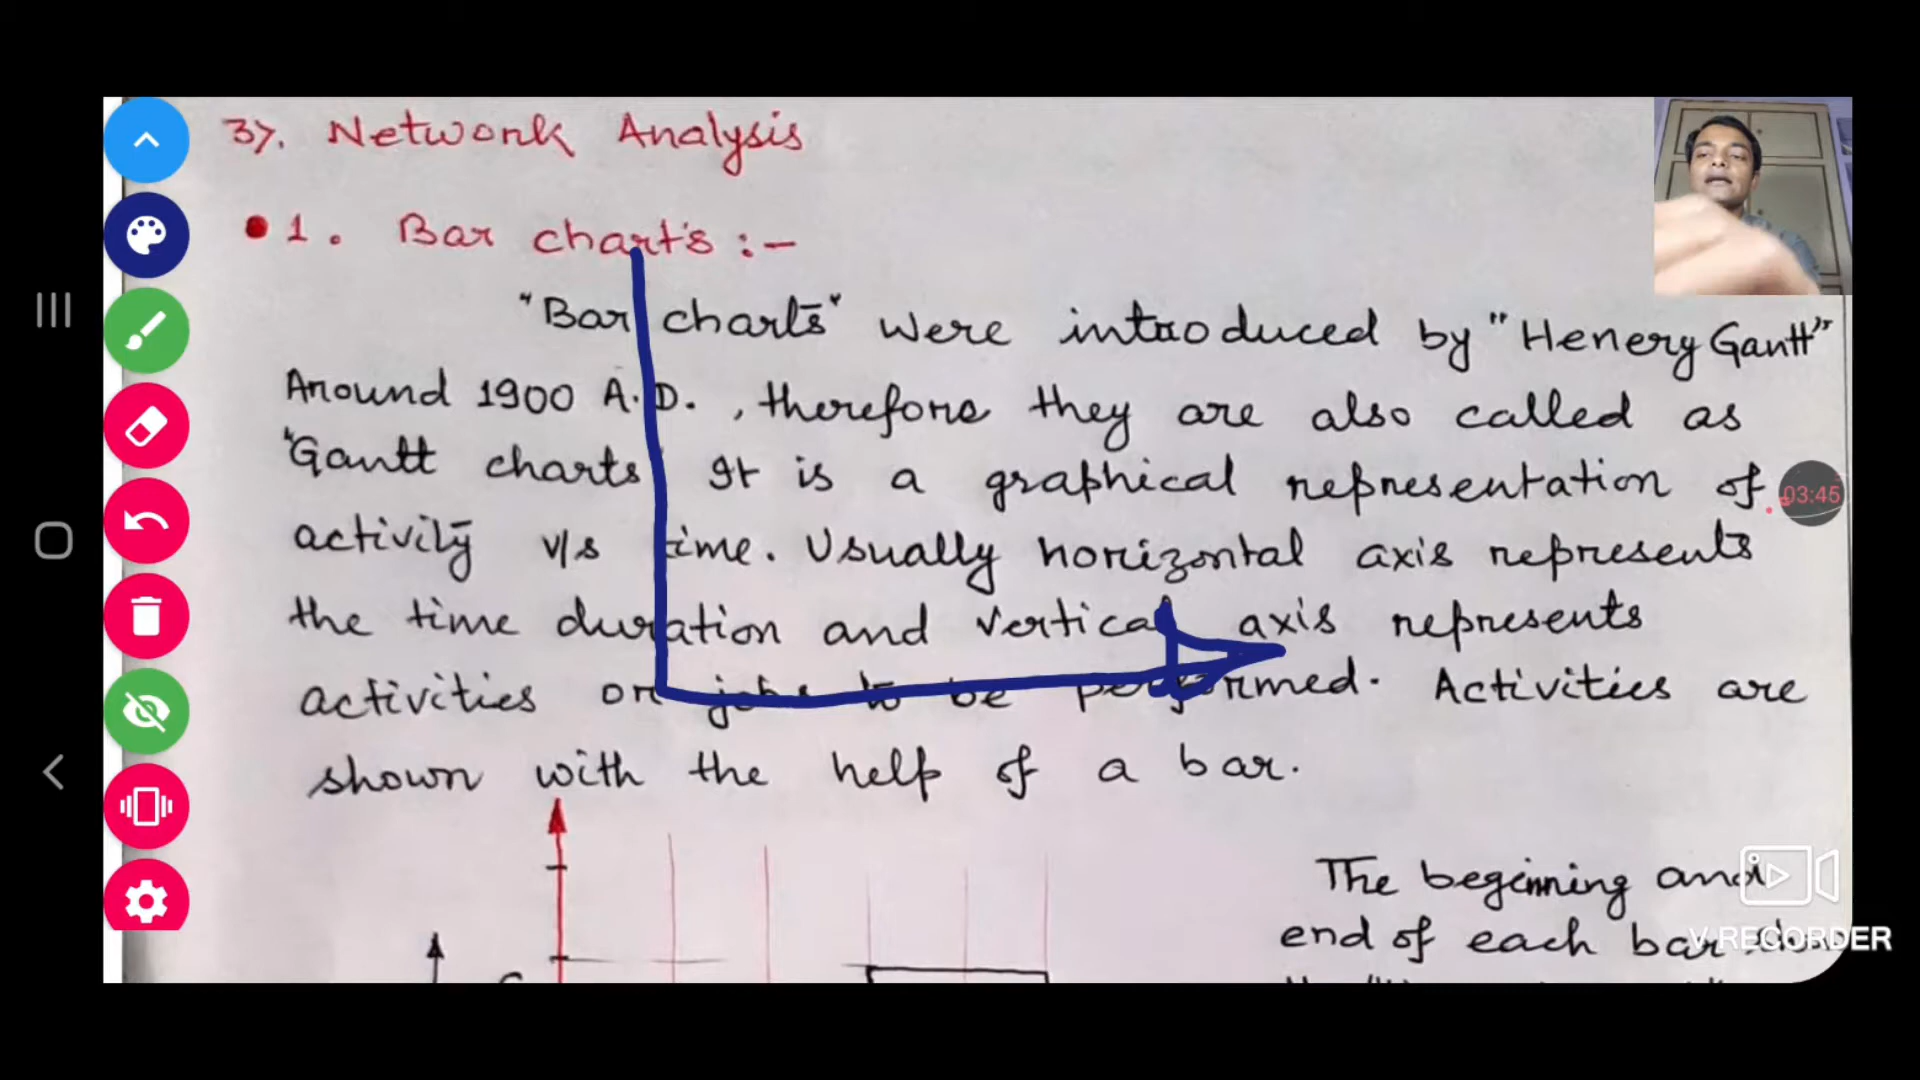 3). Network Analysis
1. Bar chart's :-
"Bar charts" were introduced by "Henery Gantt"
Around 1900 A.D., therefore they are also called as
"Gantt charts" It is a graphical representation of
03:45
activity v/s time. Usually horizontal axis represents
the time duration and vertical axis represents
activities or jobs to be performed. Activities are
shown with the help of a bar.
The beginning and
end of each bar
V RECORDER